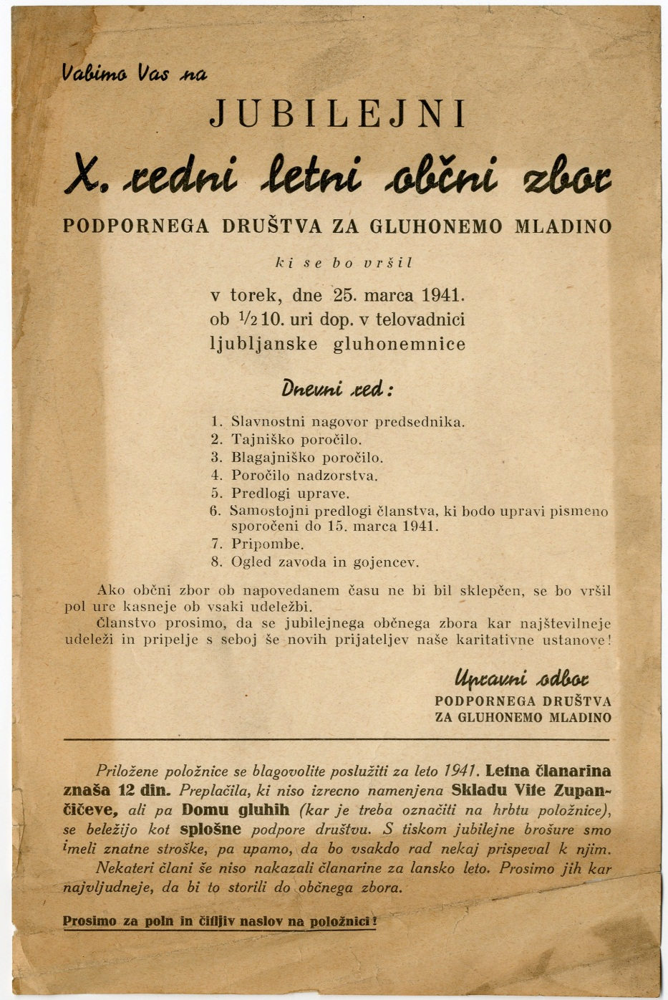 Vabimo Vas na
JUBILEJNI
X. redni letni občni zbor
PODPORNEGA DRUŠTVA ZA GLUHONEMO MLADINO
ki se bo vršil
v torek, dne 25. marca 1941.
ob 1/2 10. uri dop. v telovadnici
ljubljanske gluhonemnice
Dnevni red:
1. Slavnostni nagovor predsednika.
2. Tajniško poročilo.
3. Blagajniško poročilo.
4. Poročilo nadzorstva.
5. Predlogi uprave.
6. Samostojni predlogi članstva, ki bodo upravi pismeno
sporočeni do 15. marca 1941.
7. Pripombe.
8. Ogled zavoda in gojencev.
Ako občni zbor ob napovedanem času ne bi bil sklepčen, se bo vršil
pol ure kasneje ob vsaki udeležbi.
Članstvo prosimo, da se jubilejnega občnega zbora kar najštevilneje
udeleži in pripelje s seboj še novih prijateljev naše karitativne ustanove!
Upravni odbor
PODPORNEGA DRUŠTVA
ZA GLUHONEMO MLADINO
Priložene položnice se blagovolite poslužiti za leto 1941. Letna članarina
znaša 12 din. Preplačila, ki niso izrecno namenjena Skladu Vite Zupan-
čičeve, ali pa Domu gluhih (kar je treba označiti na hrbtu položnice),
se beležijo kot splošne podpore društvu. S tiskom jubilejne brošure smo
imeli znatne stroške, pa upamo, da bo vsakdo rad nekaj prispeval k njim.
Nekateri člani še niso nakazali članarine za lansko leto. Prosimo jih kar
najvljudneje, da bi to storili do občnega zbora.
Prosimo za poln in čitljiv naslov na položnici!